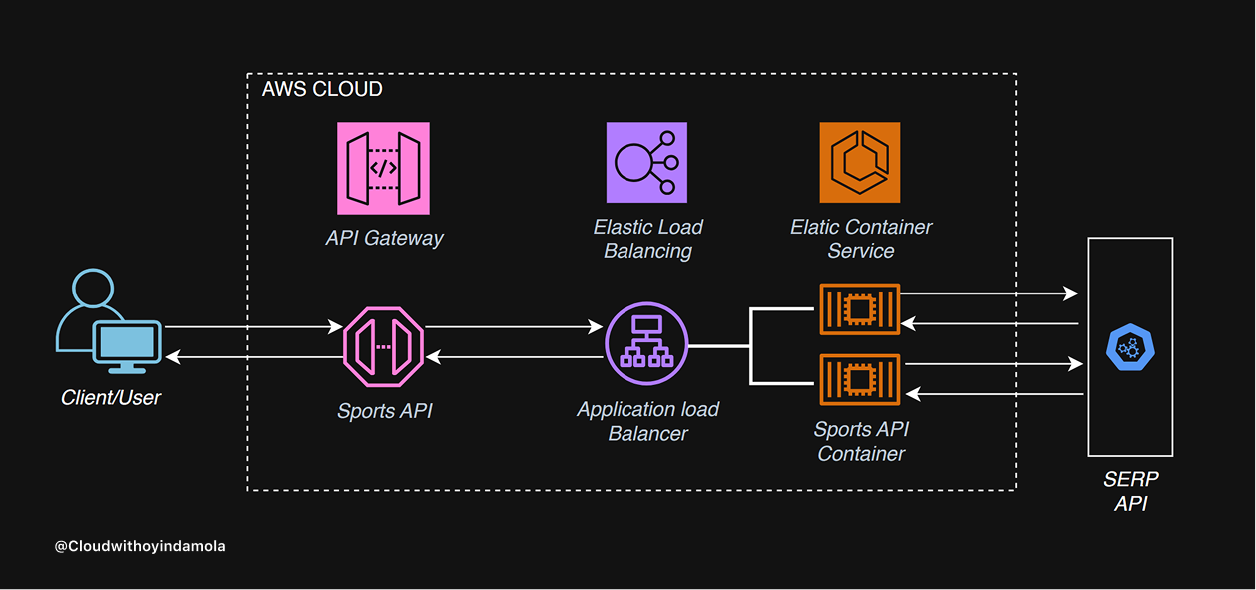 AWS CLOUD
API Gateway
Elastic Load
Balancing
Elatic Container
Service
Client/User
Sports API
Application load
Balancer
Sports API
Container
SERP
API
@Cloudwithoyindamola